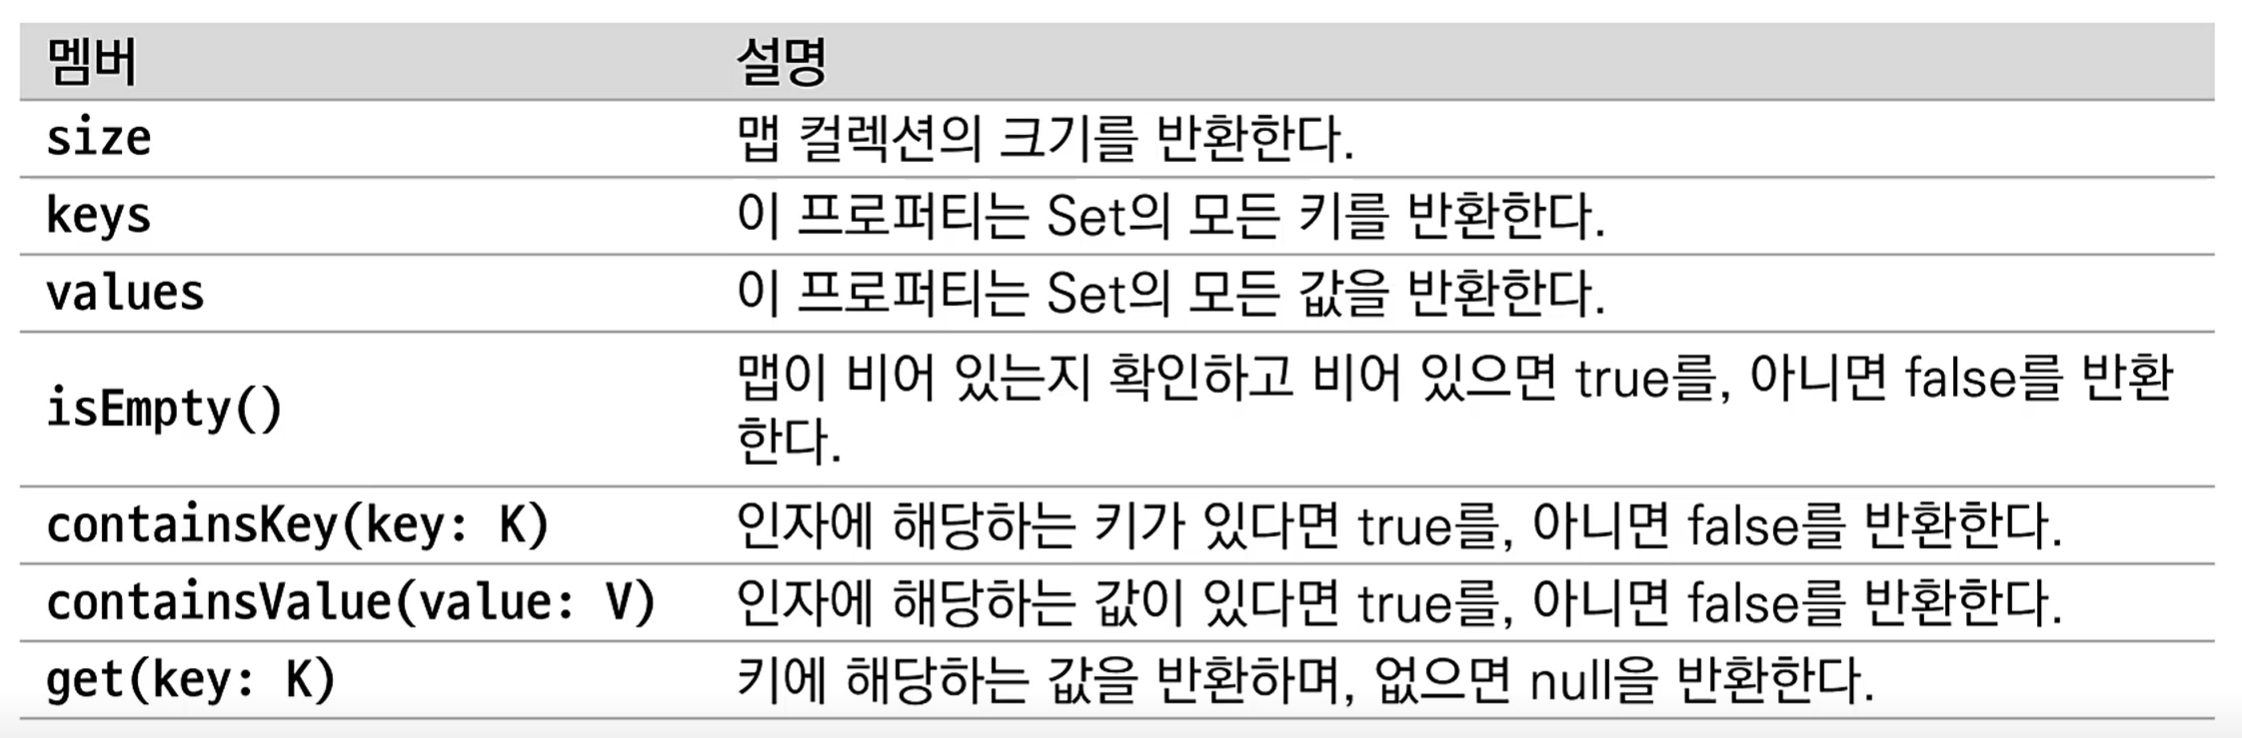 멤버 설명
size 맵 컬렉션의 크기를 반환한다.
keys 이 프로퍼티는 Set의 모든 키를 반환한다.
values 이 프로퍼티는 Set의 모든 값을 반환한다.
isEmpty() 맵이 비어 있는지 확인하고 비어 있으면 true를, 아니면 false를 반환
한다.
containsKey(key: K) 인자에 해당하는 키가 있다면 true를, 아니면 false를 반환한다.
containsValue(value: V) 인자에 해당하는 값이 있다면 true를, 아니면 false를 반환한다.
get(key: K) 키에 해당하는 값을 반환하며, 없으면 null을 반환한다.